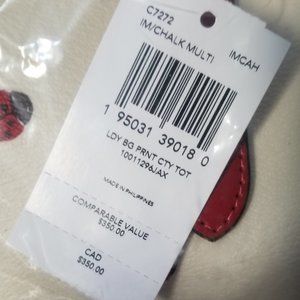 C7272
IM/CHALK MULTI IMCAH
1 95031 39018 0
LDY BG PRNT CTY TOT
10011296JAX
MADE IN PHILIPPINES
COMPARABLE VALUE
$350.00
CAD
$350.00